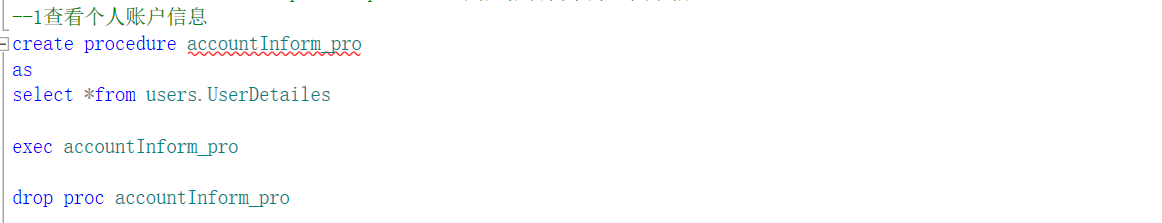 --1查看个人账户信息
create procedure accountInform_pro
as
select *from users.UserDetailes
exec accountInform_pro
drop proc accountInform_pro